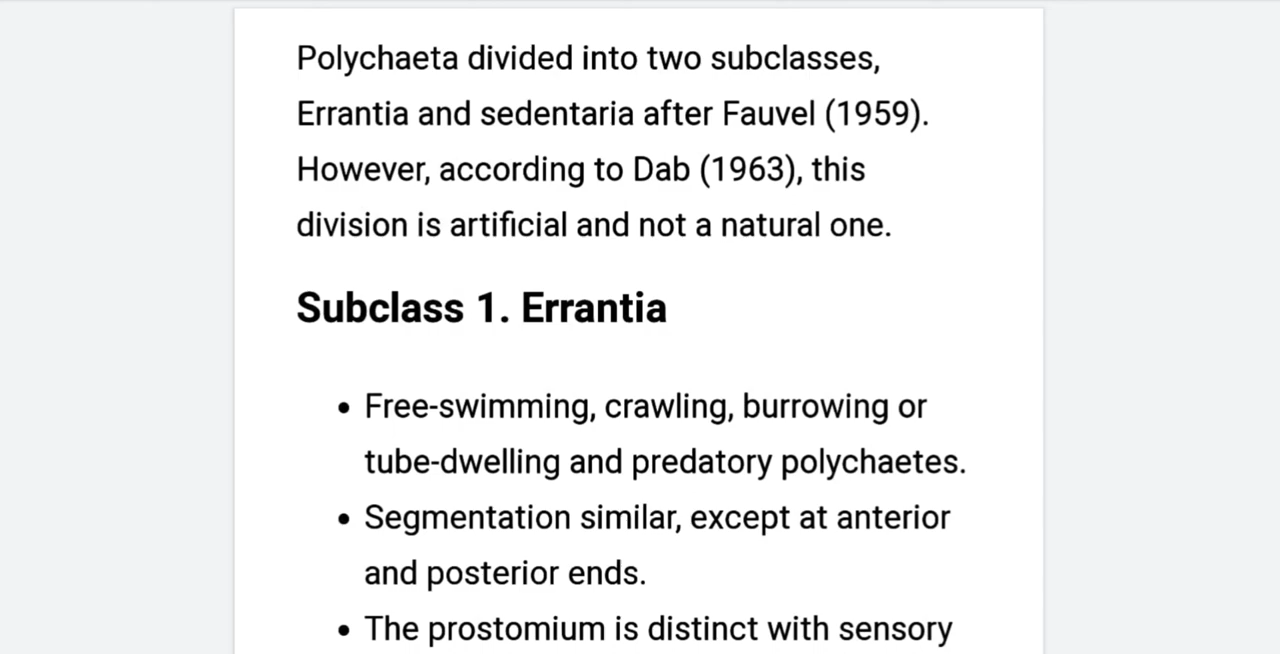 Polychaeta divided into two subclasses,
Errantia and sedentaria after Fauvel (1959).
However, according to Dab (1963), this
division is artificial and not a natural one.
Subclass 1. Errantia
• Free-swimming, crawling, burrowing or
tube-dwelling and predatory polychaetes.
• Segmentation similar, except at anterior
and posterior ends.
• The prostomium is distinct with sensory